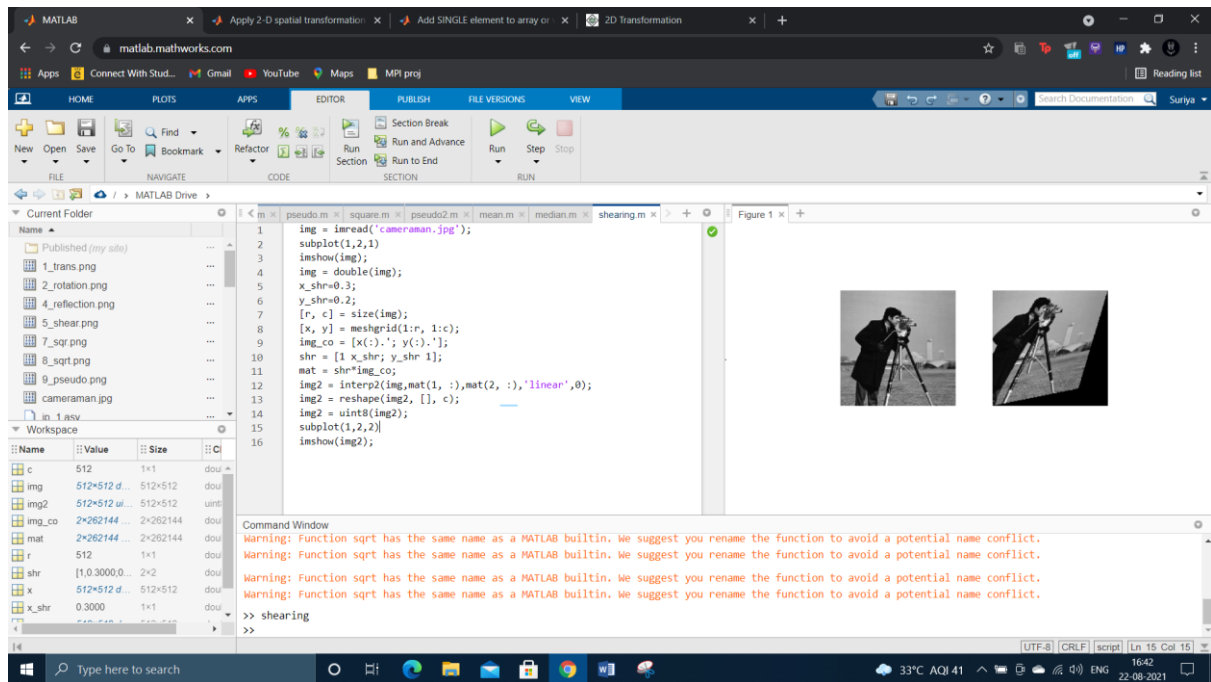 MATLAB
Apply 2-D spatial transformation
Add SINGLE element to array or
2D Transformation
matlab.mathworks.com
Apps Connect With Stud... Gmail YouTube Maps MPI proj Reading list
HOME PLOTS APPS EDITOR PUBLISH FILE VERSIONS VIEW Search Documentation Suriya
New Open Save Go To Find Bookmark Refactor Run Section Section Break Run and Advance Run to End Run Step Stop
FILE NAVIGATE CODE SECTION RUN
/ > MATLAB Drive >
Current Folder
Name
Published (my site)
1_trans.png
2_rotation.png
4_reflection.png
5_shear.png
7_sqr.png
8_sqrt.png
9_pseudo.png
cameraman.jpg
ip_1.asv
Workspace
Name Value Size Cl
c 512 1×1 dou
img 512×512 d... 512×512 dou
img2 512×512 ui... 512×512 uint
img_co 2×262144 ... 2×262144 dou
mat 2×262144 ... 2×262144 dou
r 512 1×1 dou
shr [1,0.3000;0... 2×2 dou
x 512×512 d... 512×512 dou
x_shr 0.3000 1×1 dou
m pseudo.m square.m pseudo2.m mean.m median.m shearing.m
1 img = imread('cameraman.jpg');
2 subplot(1,2,1)
3 imshow(img);
4 img = double(img);
5 x_shr=0.3;
6 y_shr=0.2;
7 [r, c] = size(img);
8 [x, y] = meshgrid(1:r, 1:c);
9 img_co = [x(:).'; y(:).'];
10 shr = [1 x_shr; y_shr 1];
11 mat = shr*img_co;
12 img2 = interp2(img,mat(1, :),mat(2, :),'linear',0);
13 img2 = reshape(img2, [], c);
14 img2 = uint8(img2);
15 subplot(1,2,2)
16 imshow(img2);
Figure 1
Command Window
Warning: Function sqrt has the same name as a MATLAB builtin. We suggest you rename the function to avoid a potential name conflict.
Warning: Function sqrt has the same name as a MATLAB builtin. We suggest you rename the function to avoid a potential name conflict.
Warning: Function sqrt has the same name as a MATLAB builtin. We suggest you rename the function to avoid a potential name conflict.
Warning: Function sqrt has the same name as a MATLAB builtin. We suggest you rename the function to avoid a potential name conflict.
>> shearing
>>
UTF-8 CRLF script Ln 15 Col 15
Type here to search
33°C AQI 41 ENG
16:42
22-08-2021